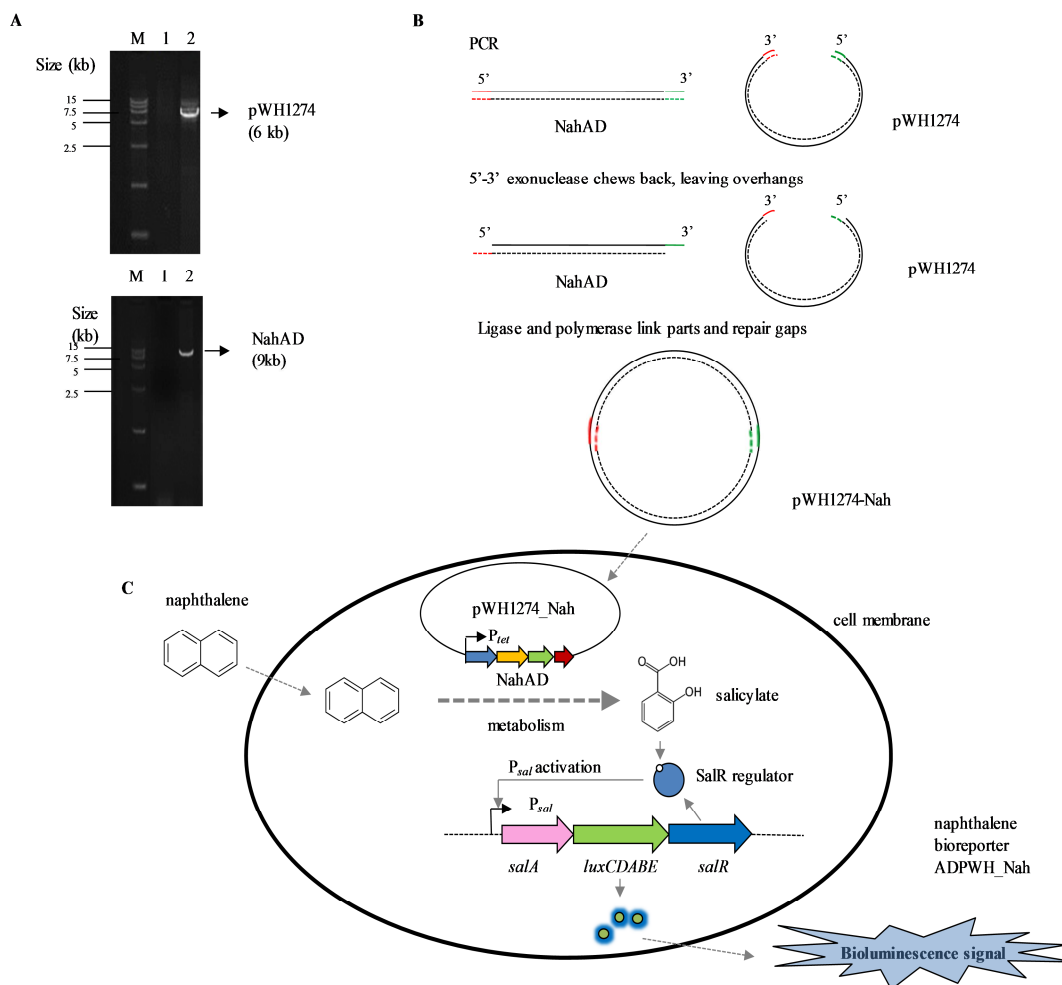 A
M 1 2
Size (kb)
15
7.5
5
2.5
pWH1274
(6 kb)
M 1 2
Size
(kb)
15
7.5
5
2.5
NahAD
(9kb)
B
PCR
5’ 3’
NahAD
3’ 5’
pWH1274
5’-3’ exonuclease chews back, leaving overhangs
5’ 3’
NahAD
3’ 5’
pWH1274
Ligase and polymerase link parts and repair gaps
pWH1274-Nah
C
naphthalene
pWH1274_Nah
Ptet
NahAD
cell membrane
metabolism
O
OH
OH
salicylate
Psal activation
SalR regulator
Psal
salA luxCDABE salR
naphthalene
bioreporter
ADPWH_Nah
Bioluminescence signal